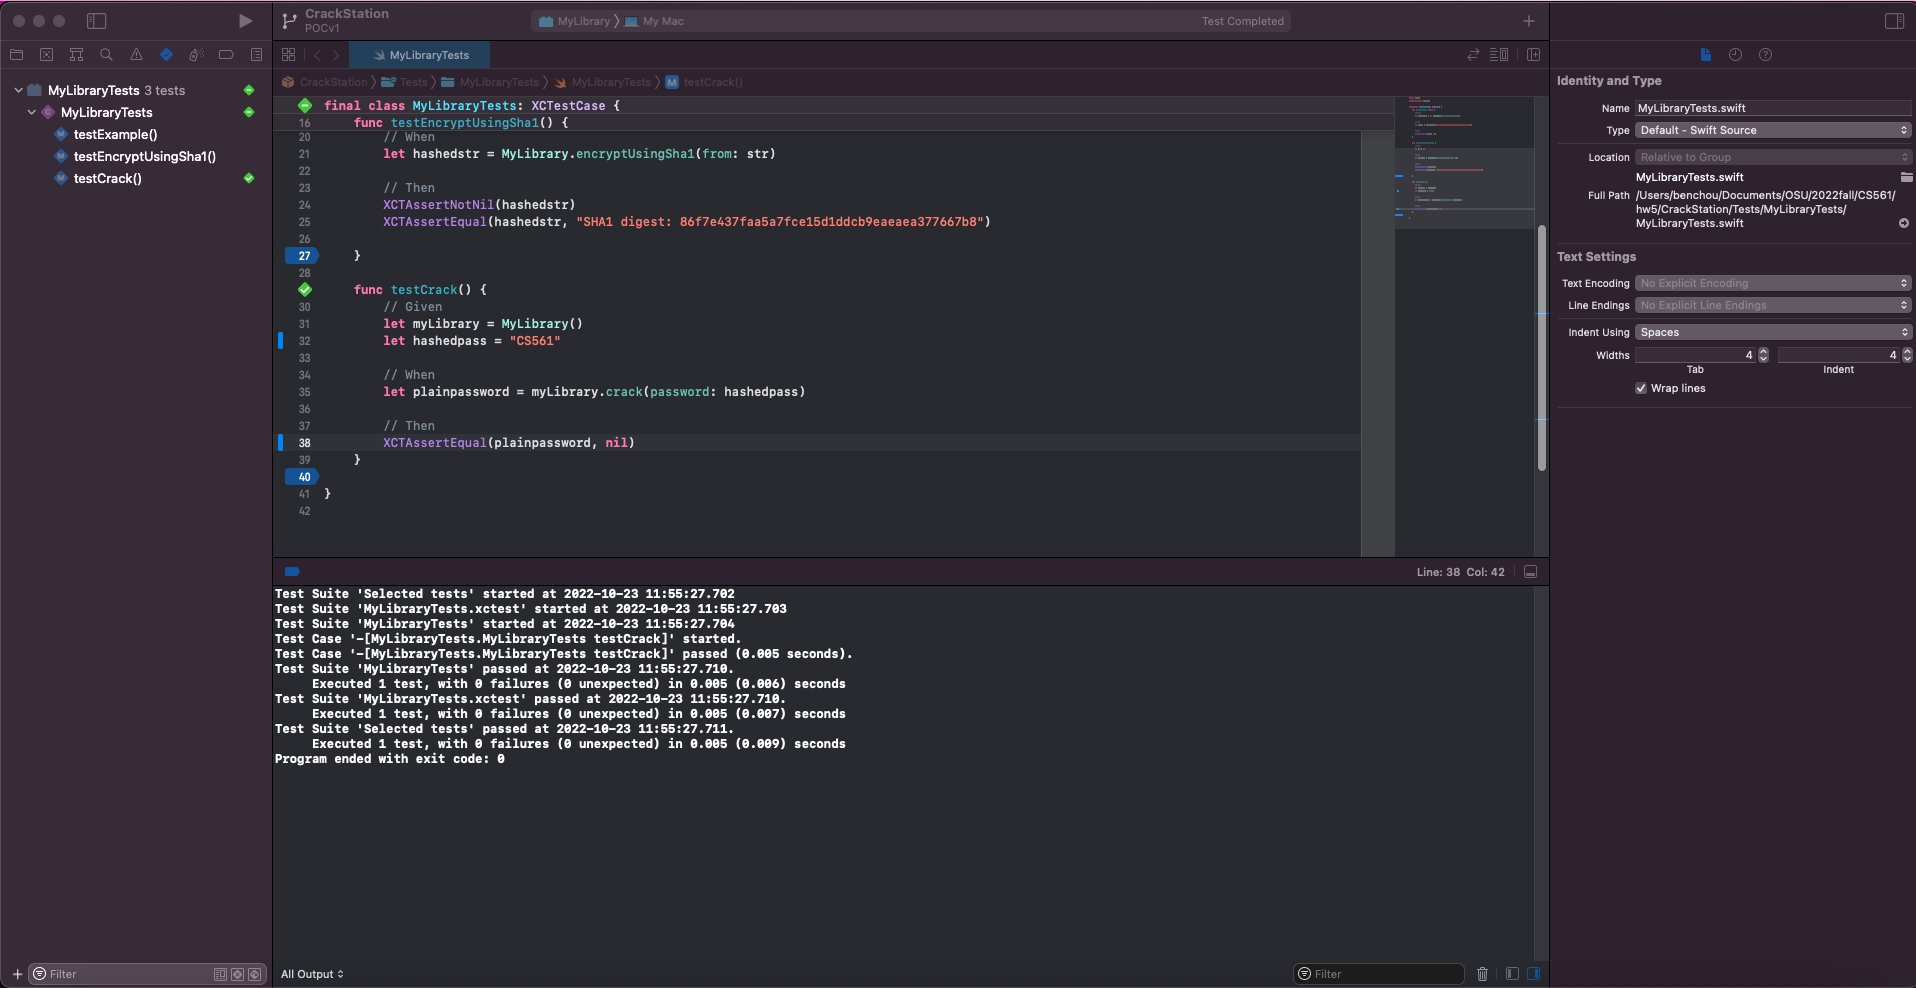 CrackStation
POCv1
MyLibrary
My Mac
Test Completed
MyLibraryTests
CrackStation
Tests
MyLibraryTests
MyLibraryTests
M
testCrack()
MyLibraryTests 3 tests
C MyLibraryTests
M testExample()
M testEncryptUsingSha1()
M testCrack()
Filter
final class MyLibraryTests: XCTestCase {
16 func testEncryptUsingSha1() {
20 // When
21 let hashedstr = MyLibrary.encryptUsingSha1(from: str)
22
23 // Then
24 XCTAssertNotNil(hashedstr)
25 XCTAssertEqual(hashedstr, "SHA1 digest: 86f7e437faa5a7fce15d1ddcb9eaeaea377667b8")
26
27 }
28
func testCrack() {
30 // Given
31 let myLibrary = MyLibrary()
32 let hashedpass = "CS561"
33
34 // When
35 let plainpassword = myLibrary.crack(password: hashedpass)
36
37 // Then
38 XCTAssertEqual(plainpassword, nil)
39 }
40
41 }
42
Line: 38 Col: 42
Test Suite 'Selected tests' started at 2022-10-23 11:55:27.702
Test Suite 'MyLibraryTests.xctest' started at 2022-10-23 11:55:27.703
Test Suite 'MyLibraryTests' started at 2022-10-23 11:55:27.704
Test Case '-[MyLibraryTests.MyLibraryTests testCrack]' started.
Test Case '-[MyLibraryTests.MyLibraryTests testCrack]' passed (0.005 seconds).
Test Suite 'MyLibraryTests' passed at 2022-10-23 11:55:27.710.
Executed 1 test, with 0 failures (0 unexpected) in 0.005 (0.006) seconds
Test Suite 'MyLibraryTests.xctest' passed at 2022-10-23 11:55:27.710.
Executed 1 test, with 0 failures (0 unexpected) in 0.005 (0.007) seconds
Test Suite 'Selected tests' passed at 2022-10-23 11:55:27.711.
Executed 1 test, with 0 failures (0 unexpected) in 0.005 (0.009) seconds
Program ended with exit code: 0
All Output
Filter
Identity and Type
Name MyLibraryTests.swift
Type Default - Swift Source
Location Relative to Group
MyLibraryTests.swift
Full Path /Users/benchou/Documents/OSU/2022fall/CS561/
hw5/CrackStation/Tests/MyLibraryTests/
MyLibraryTests.swift
Text Settings
Text Encoding No Explicit Encoding
Line Endings No Explicit Line Endings
Indent Using Spaces
Widths 4 4
Tab Indent
Wrap lines